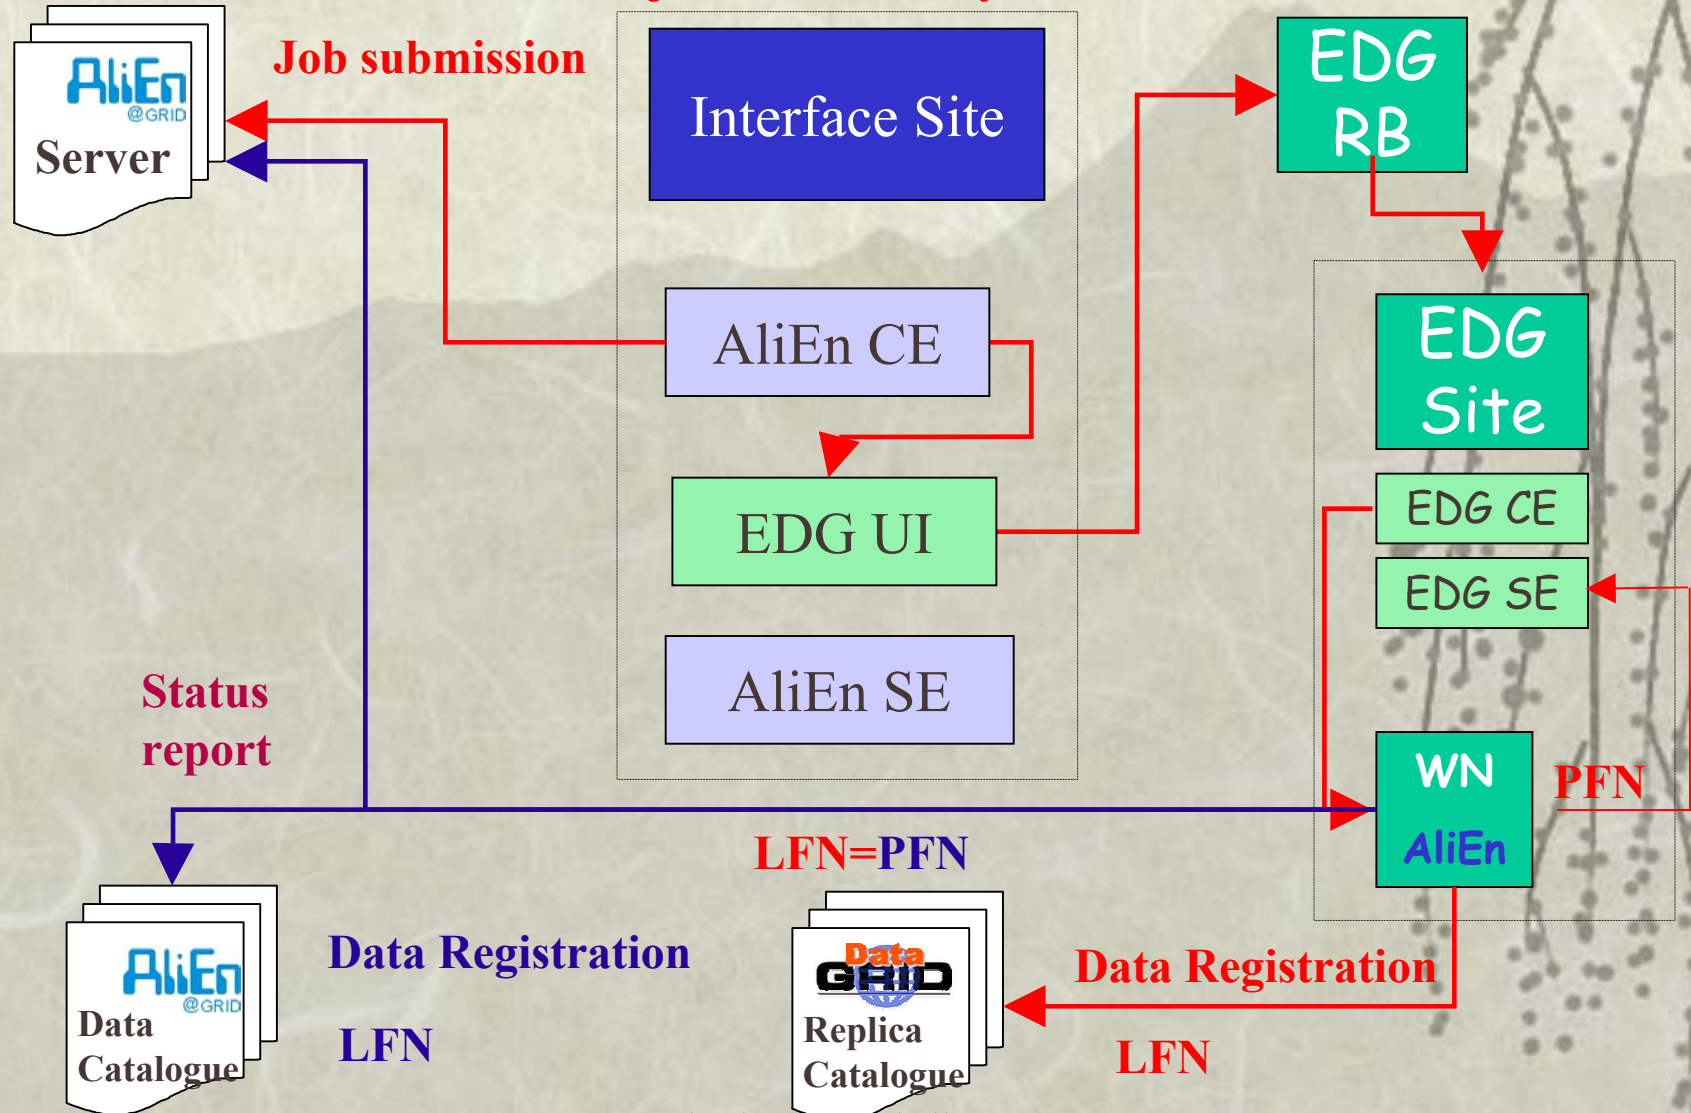 Job submission
AliEn
@GRID
Server
Interface Site
EDG
RB
AliEn CE
EDG
Site
EDG UI
EDG CE
EDG SE
AliEn SE
Status
report
WN
AliEn
PFN
LFN=PFN
AliEn
@GRID
Data
Catalogue
Data Registration
LFN
Data
GRID
Replica
Catalogue
Data Registration
LFN